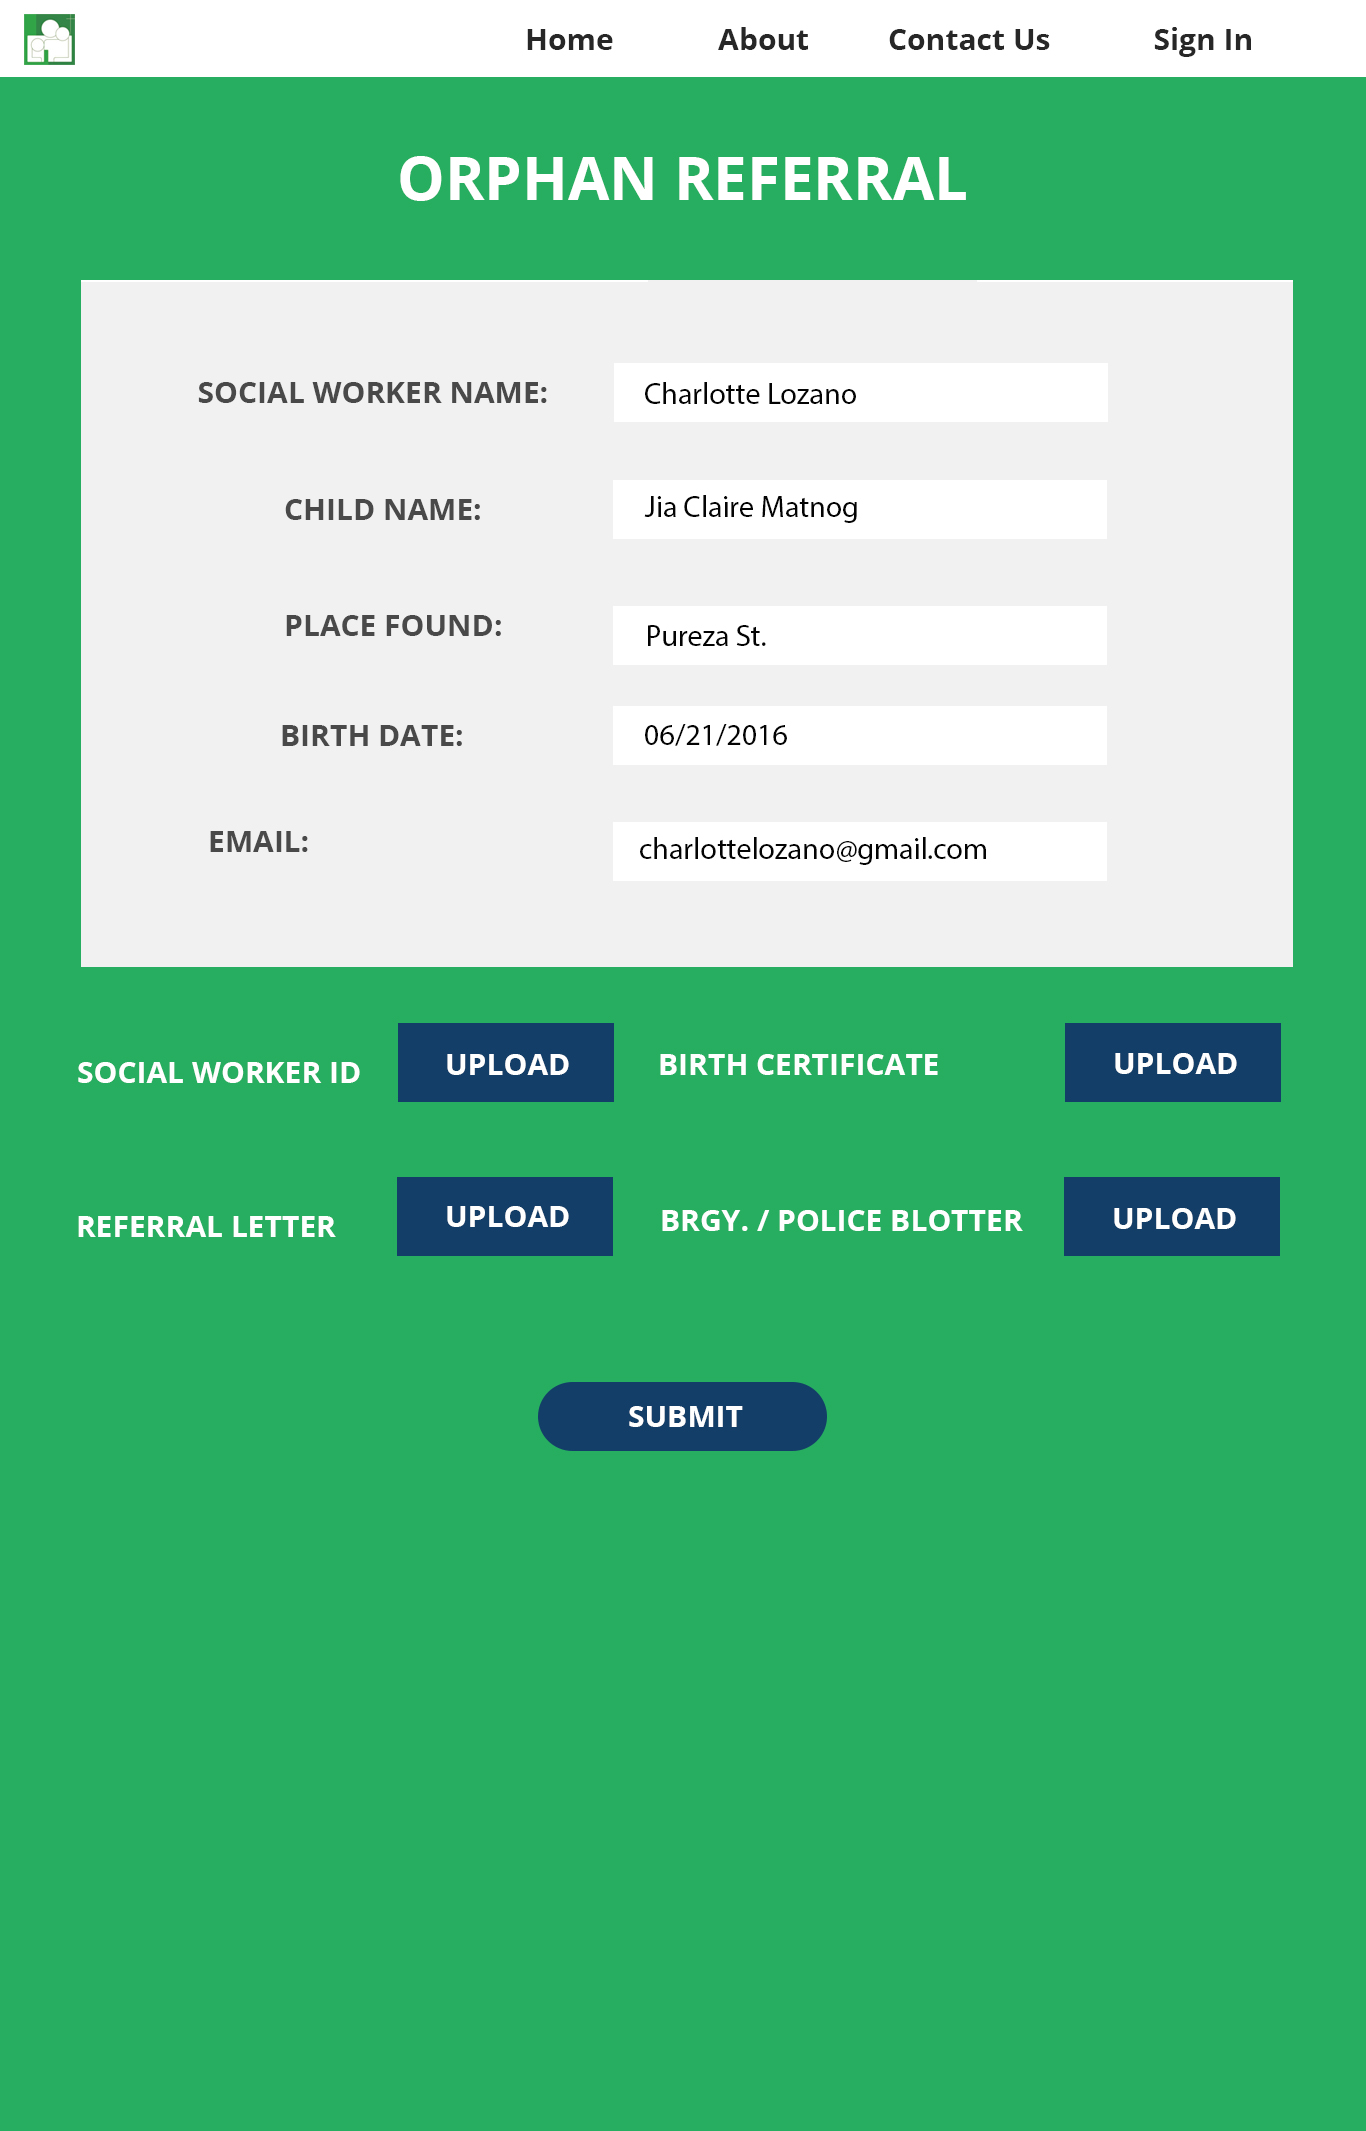 Home About Contact Us Sign In
ORPHAN REFERRAL
SOCIAL WORKER NAME: Charlotte Lozano
CHILD NAME: Jia Claire Matnog
PLACE FOUND: Pureza St.
BIRTH DATE: 06/21/2016
EMAIL: charlottelozano@gmail.com
SOCIAL WORKER ID UPLOAD BIRTH CERTIFICATE UPLOAD
REFERRAL LETTER UPLOAD BRGY. / POLICE BLOTTER UPLOAD
SUBMIT